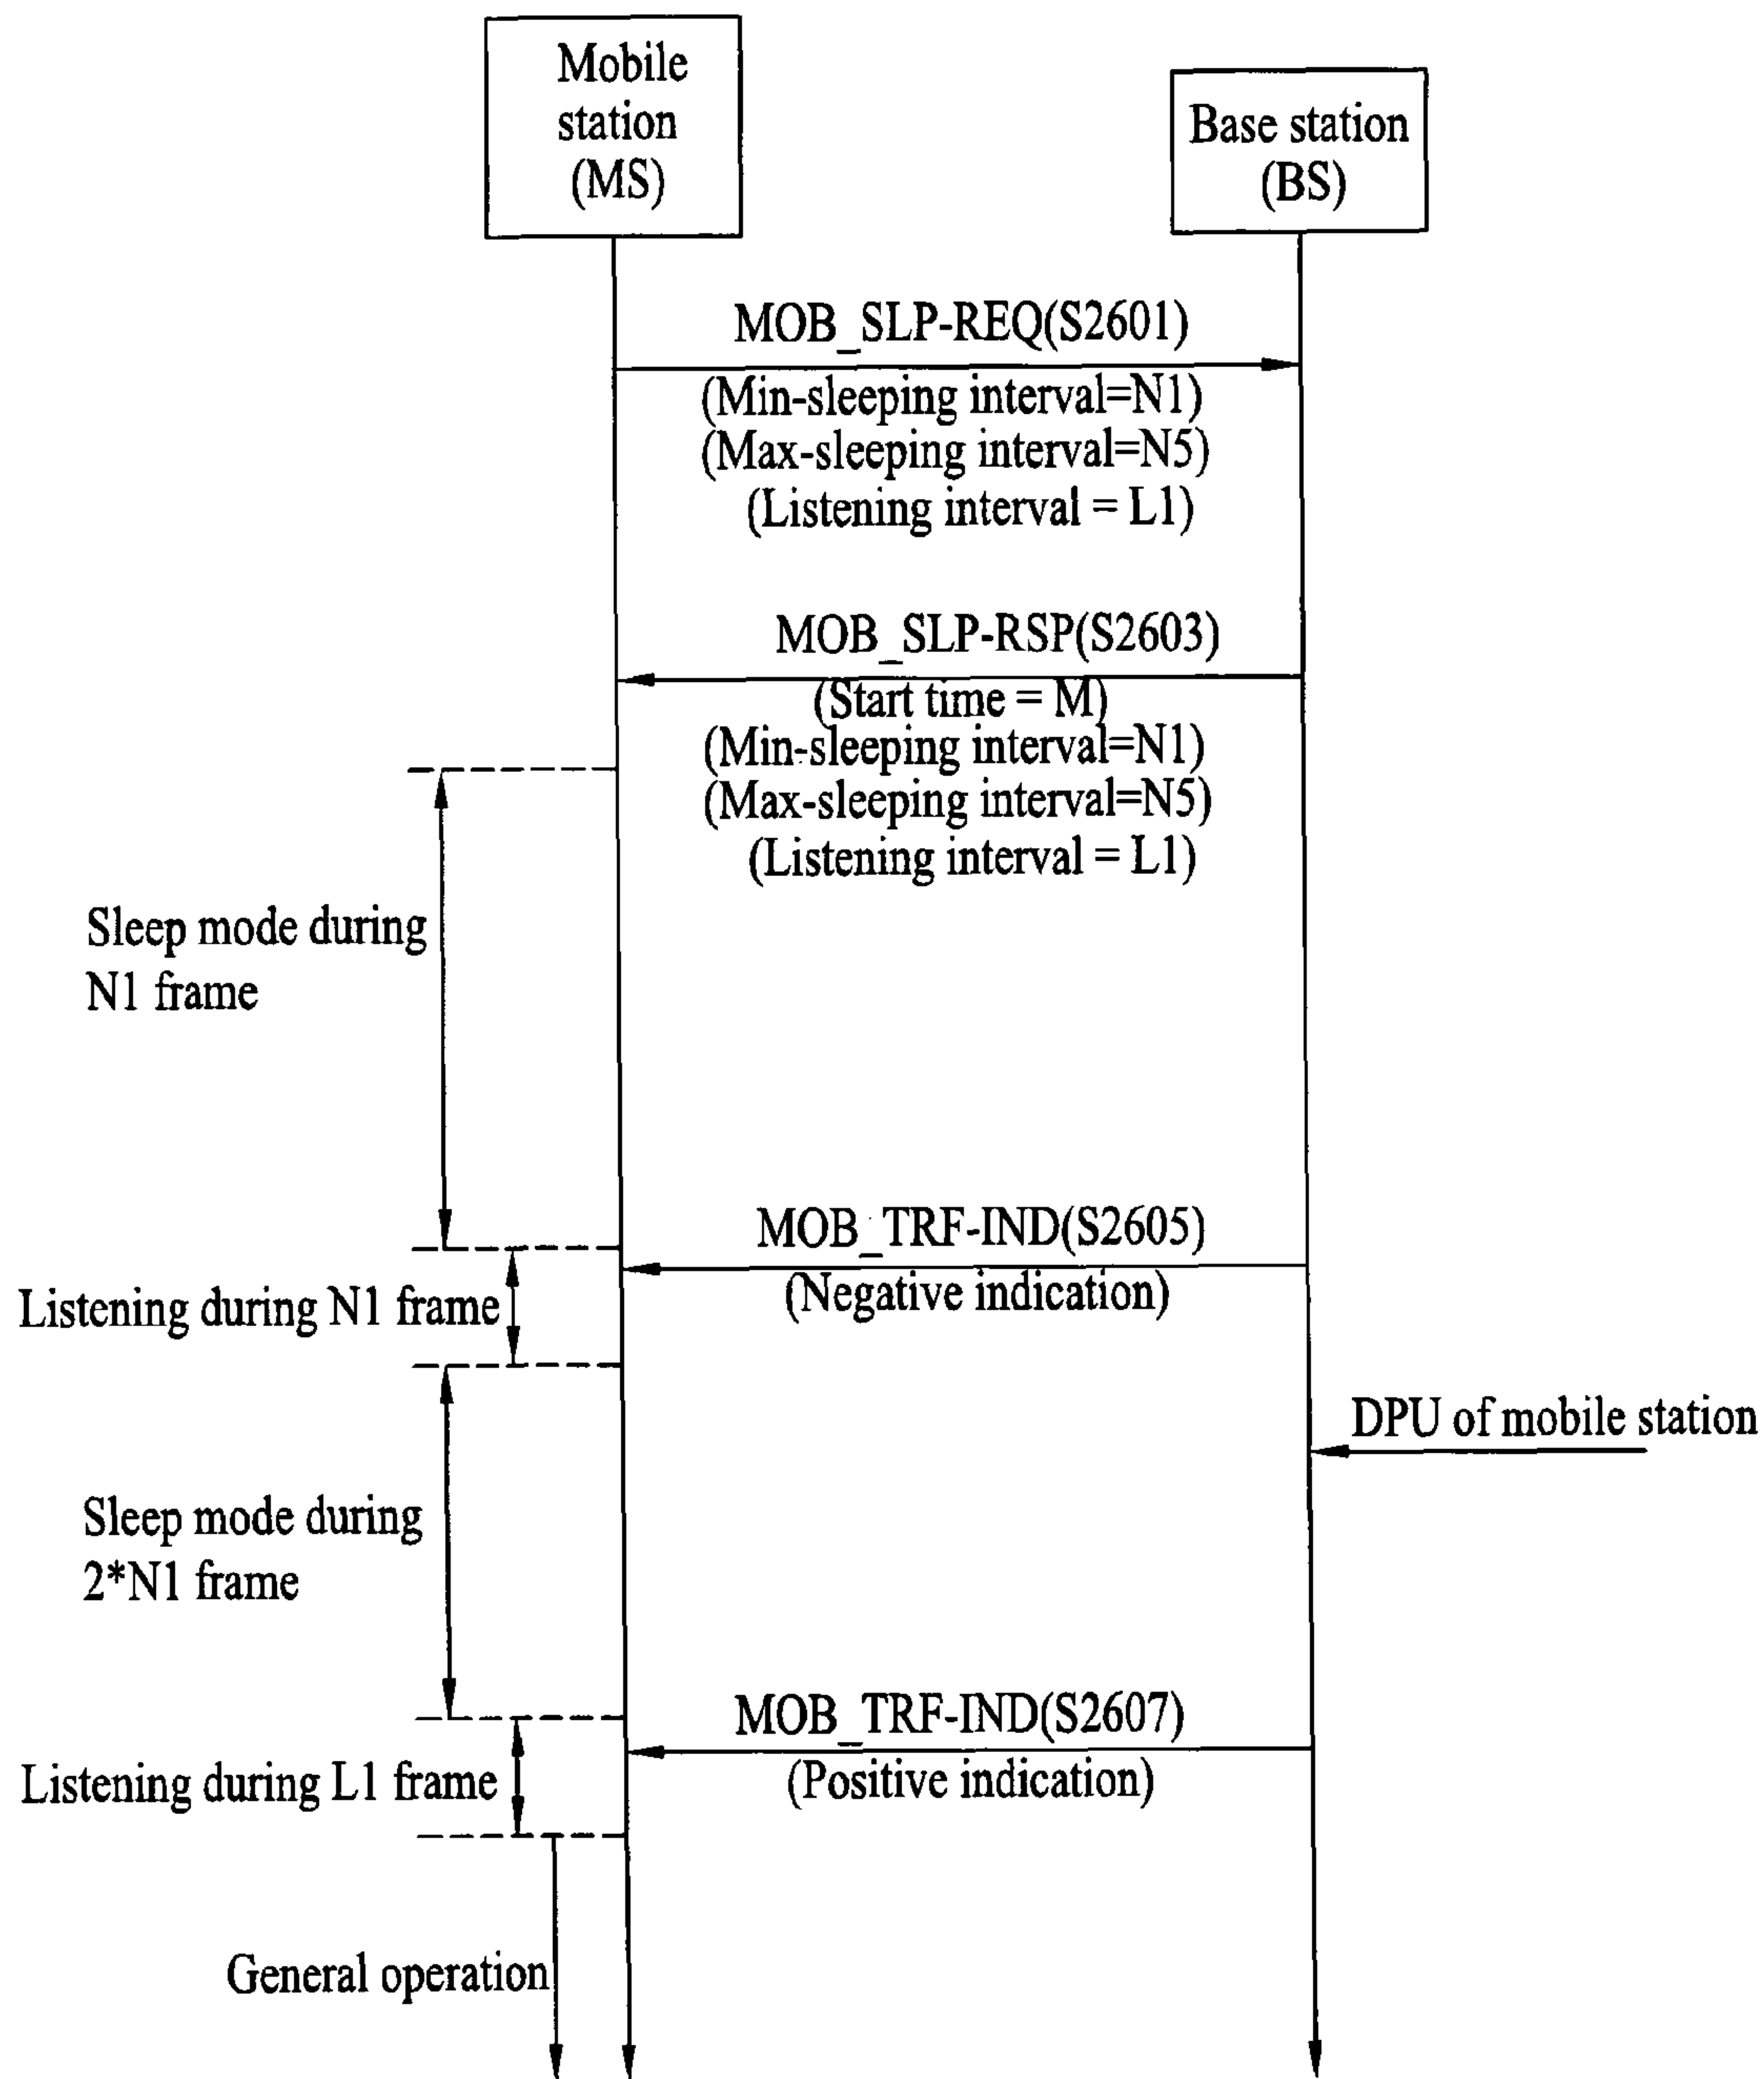 Mobile
station
(MS)
Base station
(BS)
MOB_SLP-REQ(S2601)
(Min-sleeping interval=N1)
(Max-sleeping interval=N5)
(Listening interval = L1)
MOB_SLP-RSP(S2603)
(Start time = M)
(Min-sleeping interval=N1)
(Max-sleeping interval=N5)
(Listening interval = L1)
Sleep mode during
N1 frame
MOB_TRF-IND(S2605)
(Negative indication)
Listening during N1 frame
DPU of mobile station
Sleep mode during
2*N1 frame
MOB_TRF-IND(S2607)
(Positive indication)
Listening during L1 frame
General operation